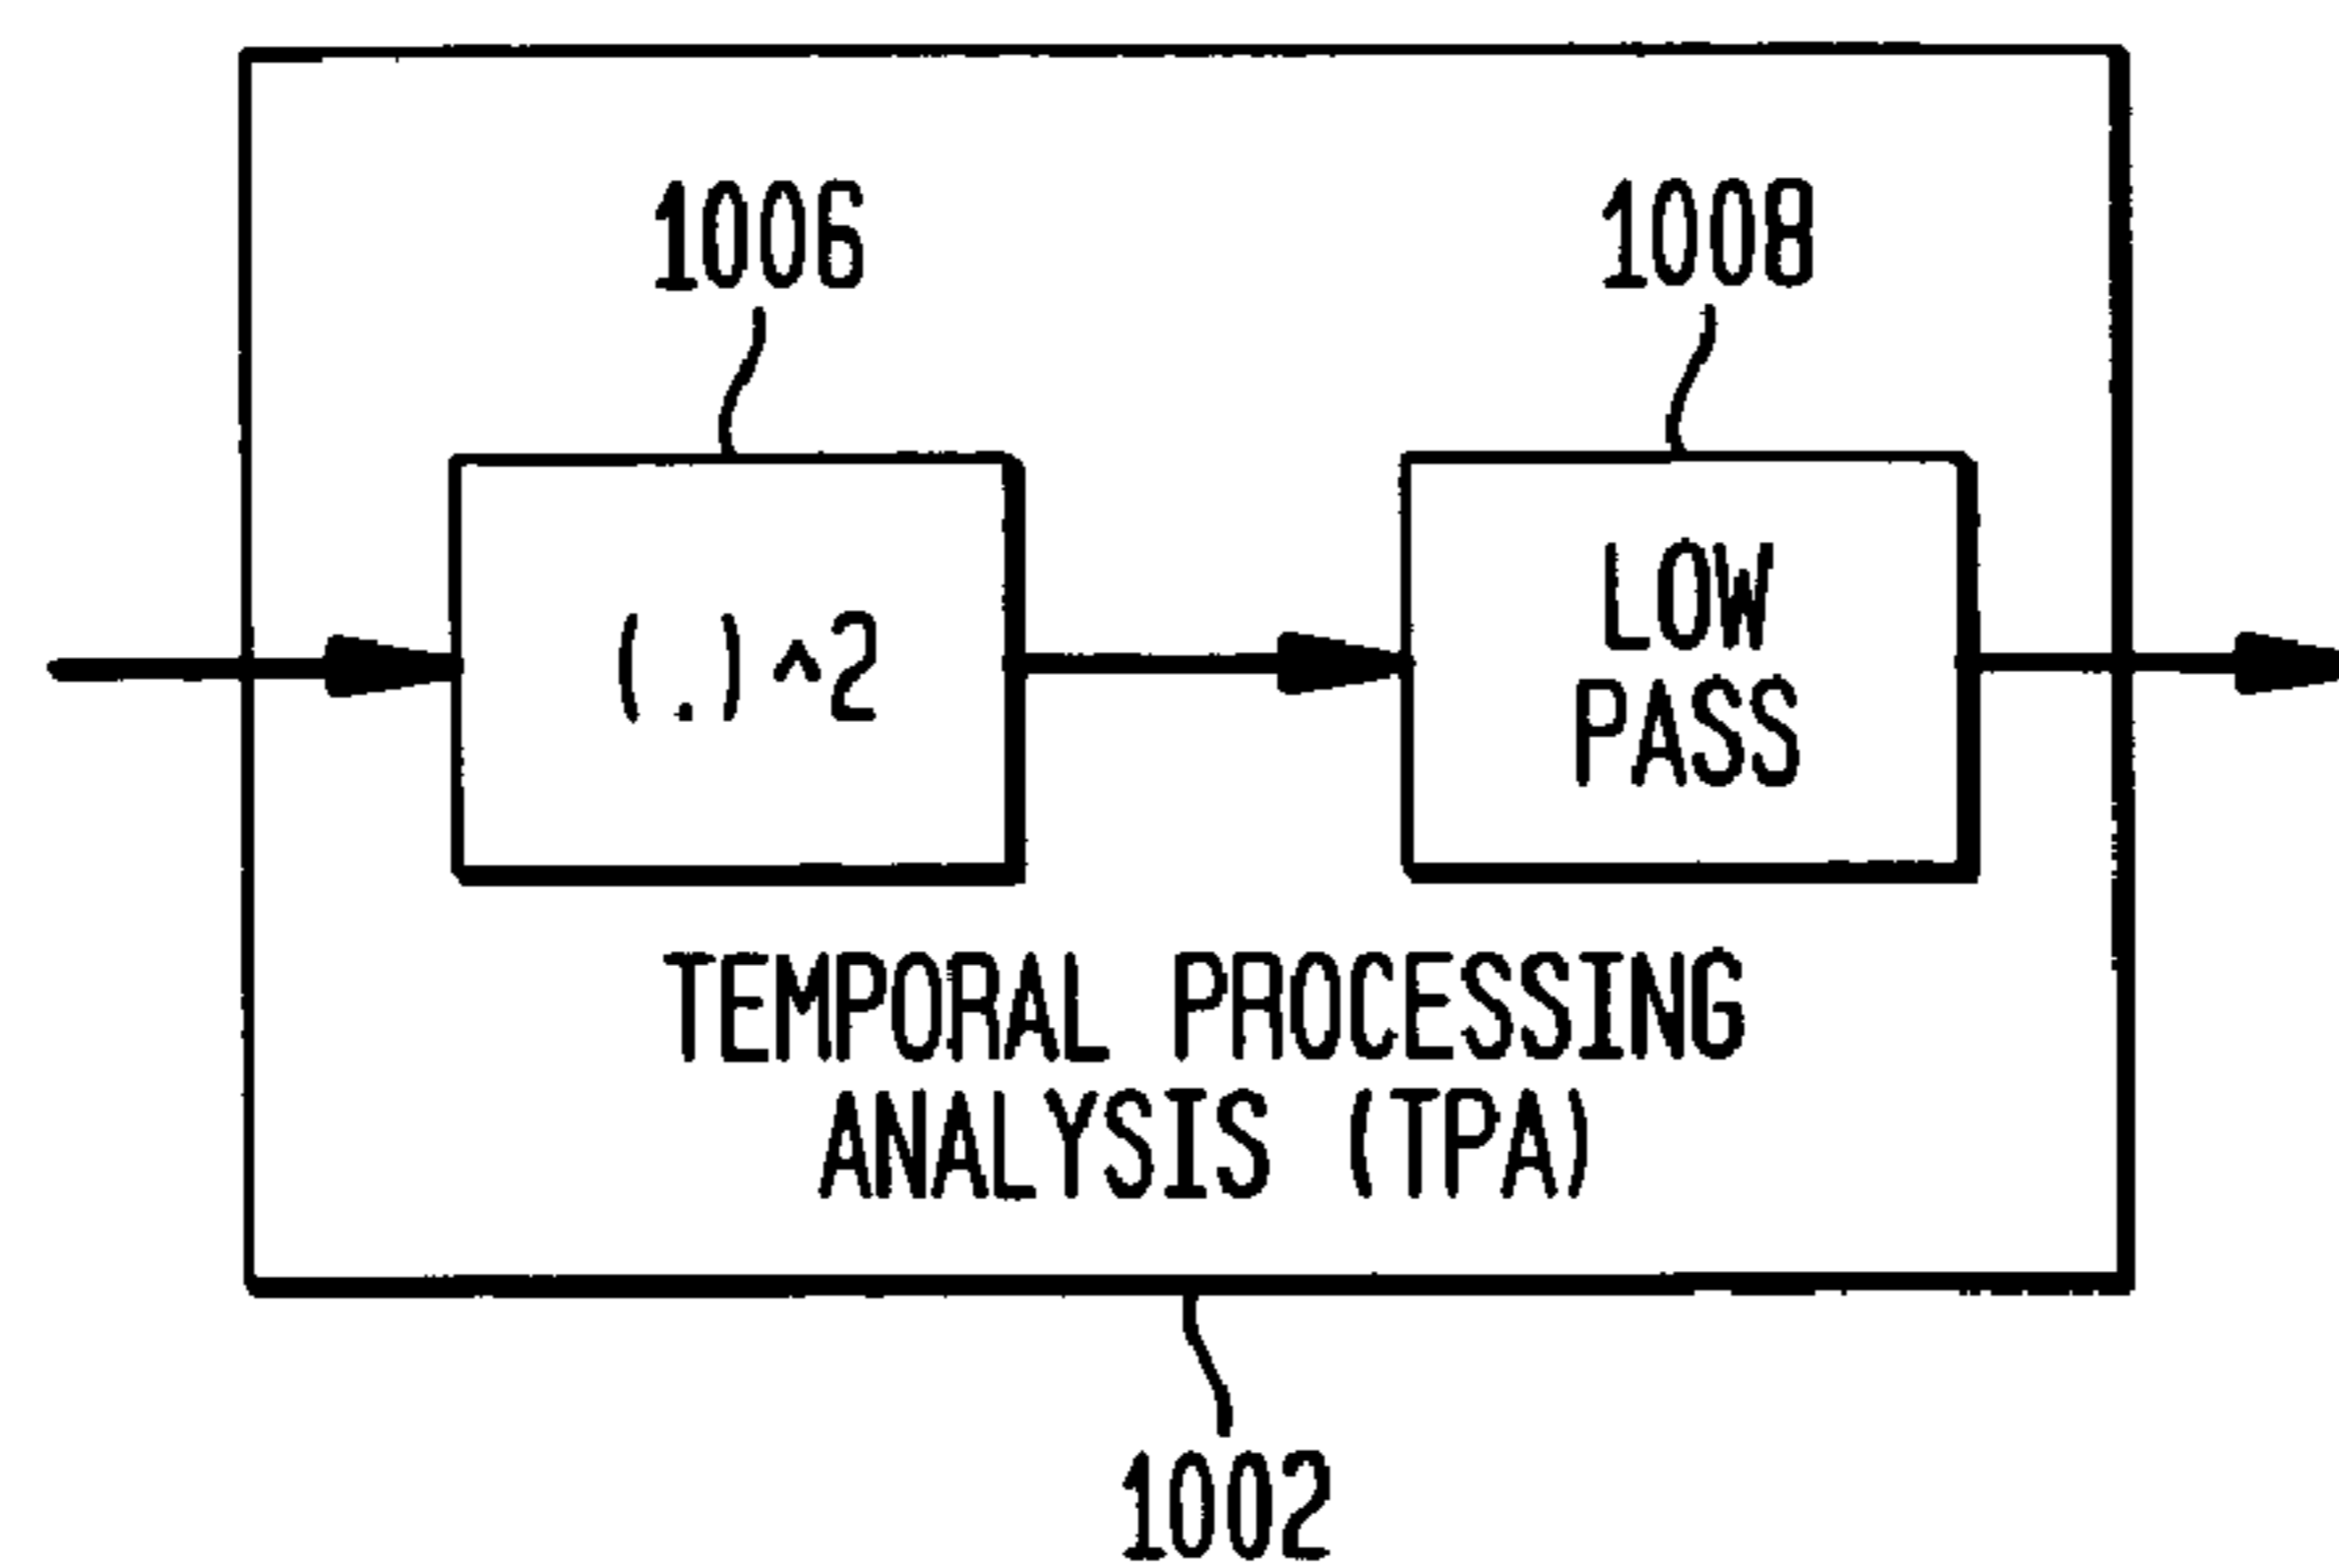 1006
1008
(.)^2
LOW
PASS
TEMPORAL PROCESSING
ANALYSIS (TPA)
1002